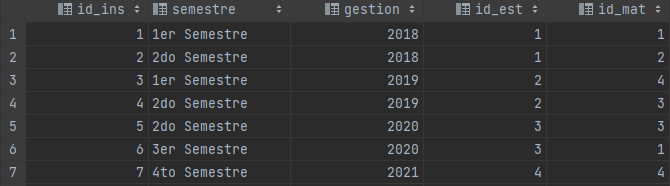 id_ins semestre gestion id_est id_mat
1 1 1er Semestre 2018 1 1
2 2 2do Semestre 2018 1 2
3 3 1er Semestre 2019 2 4
4 4 2do Semestre 2019 2 3
5 5 2do Semestre 2020 3 3
6 6 3er Semestre 2020 3 1
7 7 4to Semestre 2021 4 4